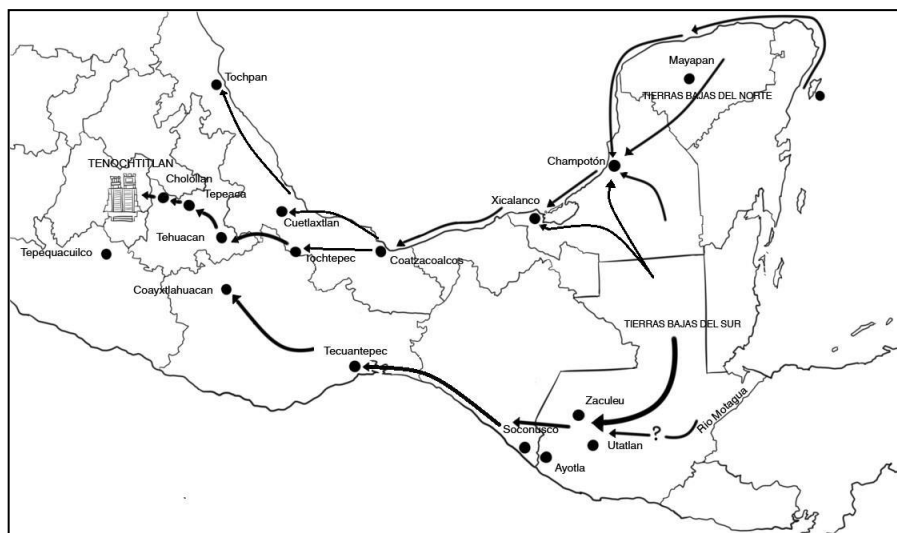 Tochpan
Mayapan
TIERRAS BAJAS DEL NORTE
TENOCHTITLAN
Cholollan
Tepeaca
Champotón
Xicalanco
Cuetlaxtlan
Tehuacan
Tepequacuilco
Tochtepec
Coatzacoalcos
Coayxtlahuacan
TIERRAS BAJAS DEL SUR
Tecuantepec
Zaculeu
Río Motagua
Soconusco
?
Utatlan
Ayotla